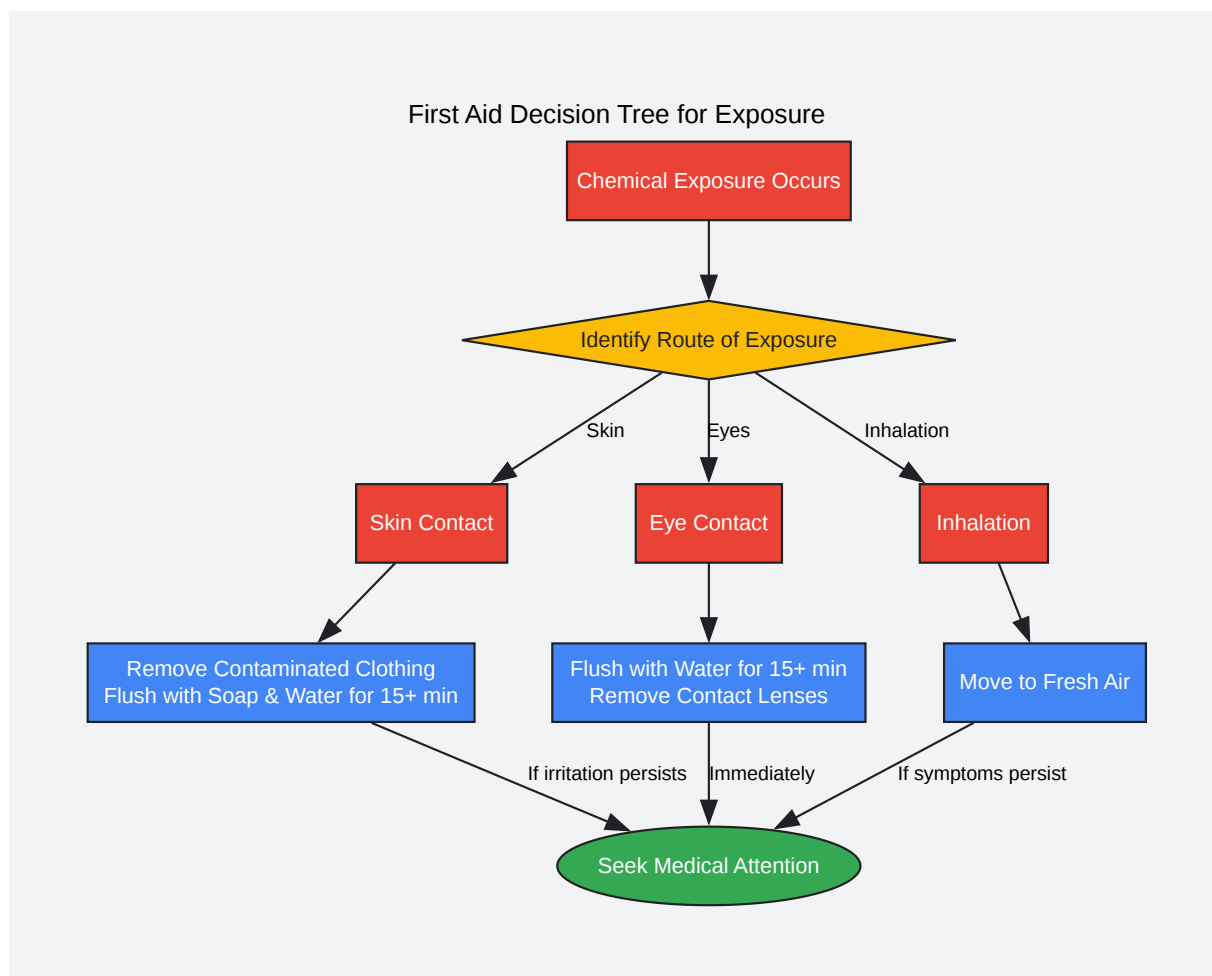 First Aid Decision Tree for Exposure
Chemical Exposure Occurs
Identify Route of Exposure
Skin
Eyes
Inhalation
Skin Contact
Eye Contact
Inhalation
Remove Contaminated Clothing
Flush with Soap & Water for 15+ min
Flush with Water for 15+ min
Remove Contact Lenses
Move to Fresh Air
If irritation persists
Immediately
If symptoms persist
Seek Medical Attention